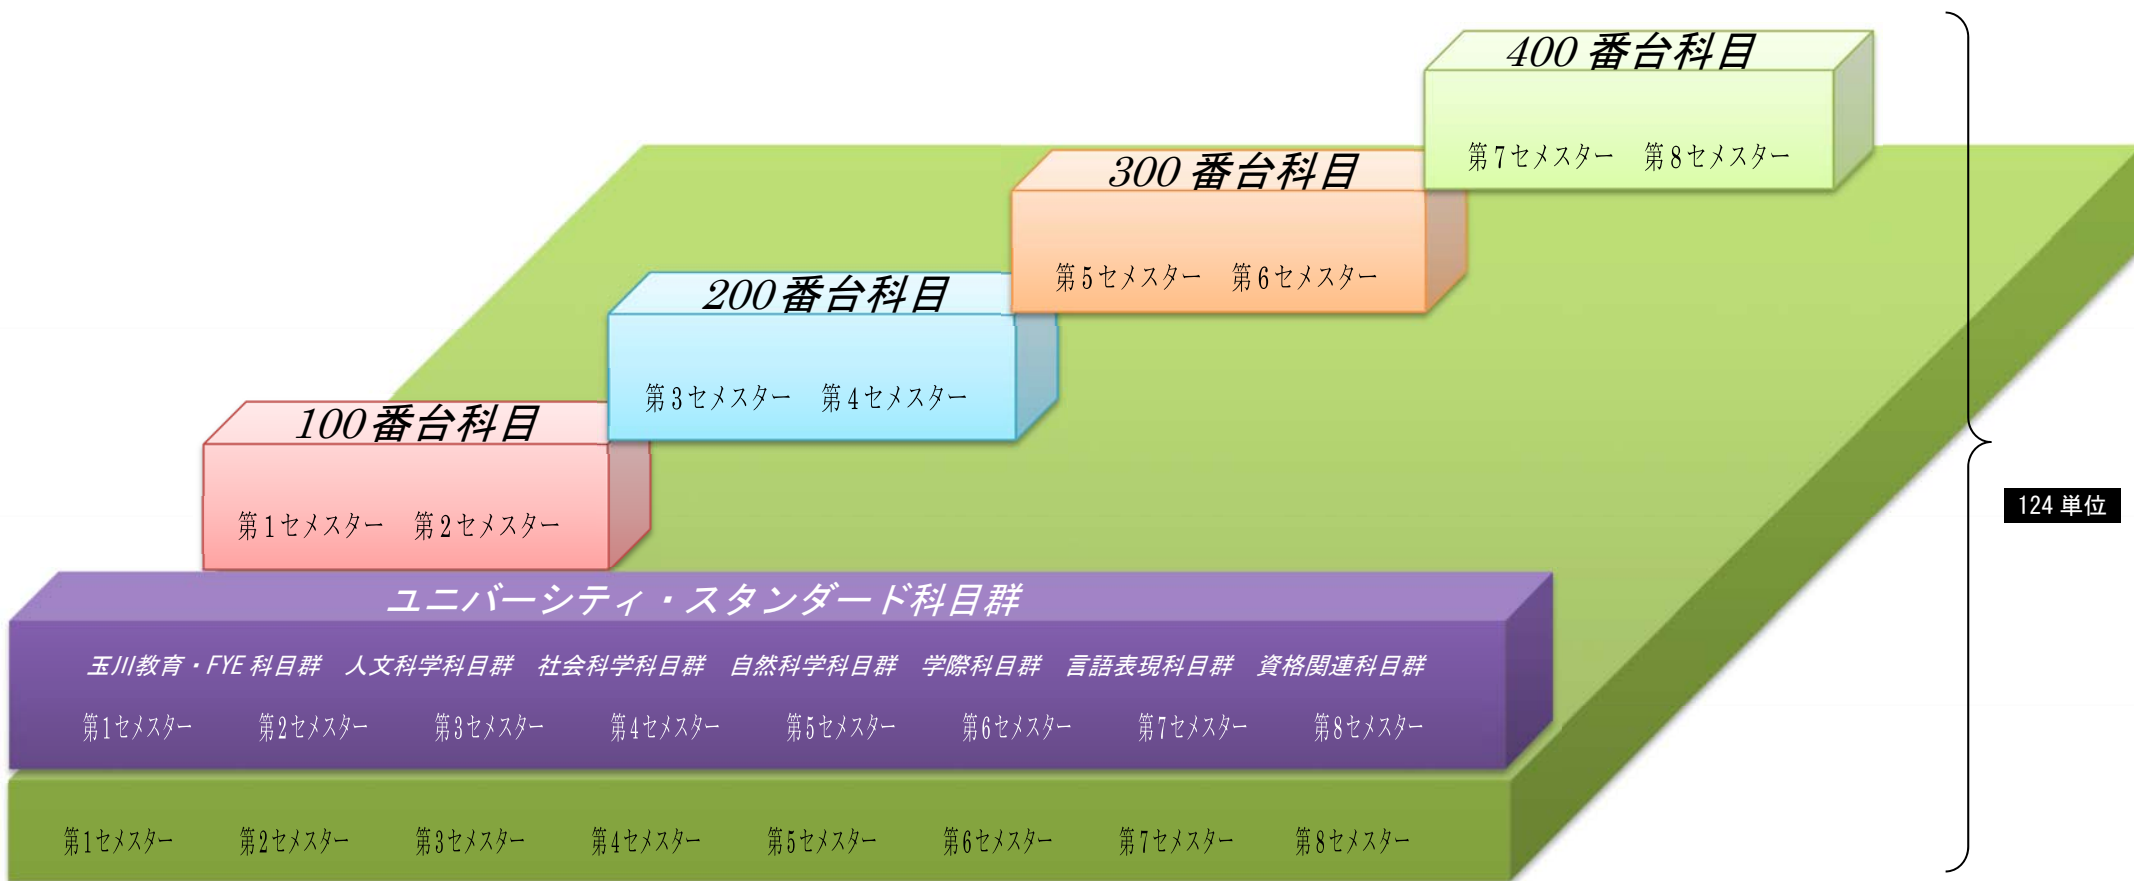 400 番台科目
第7セメスター 第8セメスター
300 番台科目
第5セメスター 第6セメスター
200番台科目
第3セメスター 第4セメスター
100番台科目
第1セメスター 第2セメスター
124 単位
ユニバーシティ・スタンダード科目群
玉川教育・FYE 科目群 人文科学科目群 社会科学科目群 自然科学科目群 学際科目群 言語表現科目群 資格関連科目群
第1セメスター 第2セメスター 第3セメスター 第4セメスター 第5セメスター 第6セメスター 第7セメスター 第8セメスター
第1セメスター 第2セメスター 第3セメスター 第4セメスター 第5セメスター 第6セメスター 第7セメスター 第8セメスター